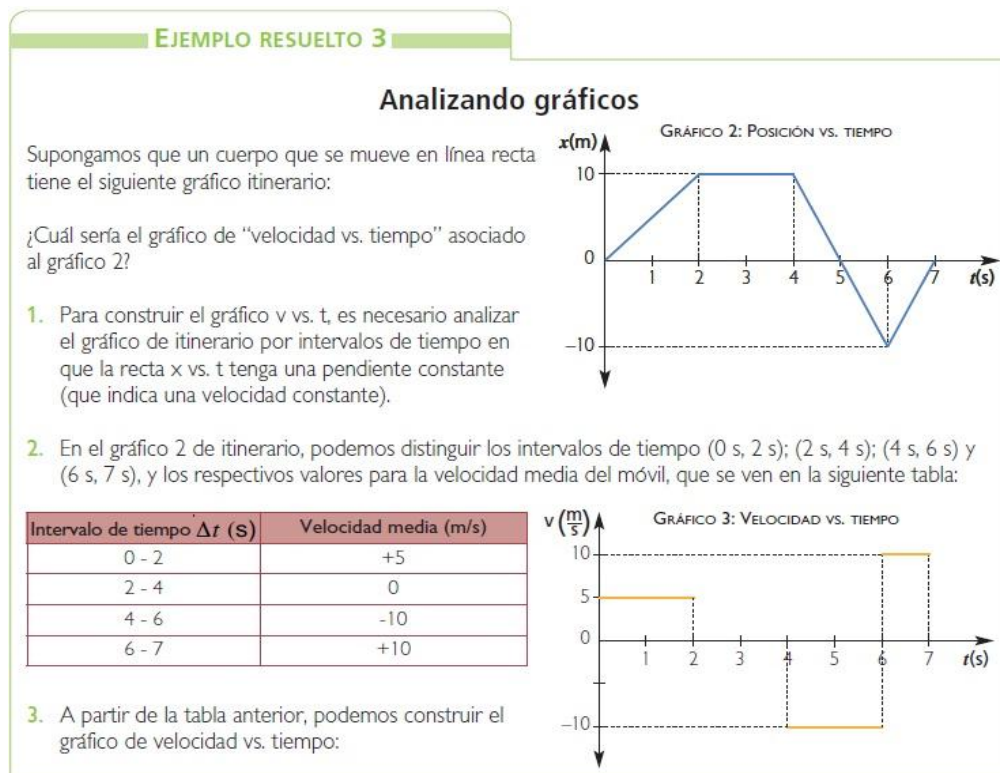 EJEMPLO RESUELTO 3
Analizando gráficos
Supongamos que un cuerpo que se mueve en línea recta
tiene el siguiente gráfico itinerario:
¿Cuál sería el gráfico de “velocidad vs. tiempo” asociado
al gráfico 2?
1. Para construir el gráfico v vs. t, es necesario analizar
el gráfico de itinerario por intervalos de tiempo en
que la recta x vs. t tenga una pendiente constante
(que indica una velocidad constante).
GRÁFICO 2: POSICIÓN VS. TIEMPO
x(m)
10
0
-10
1 2 3 4 5 6 7 t(s)
2. En el gráfico 2 de itinerario, podemos distinguir los intervalos de tiempo (0 s, 2 s); (2 s, 4 s); (4 s, 6 s) y
(6 s, 7 s), y los respectivos valores para la velocidad media del móvil, que se ven en la siguiente tabla:
Intervalo de tiempo Δt (s) Velocidad media (m/s)
0 - 2 +5
2 - 4 0
4 - 6 -10
6 - 7 +10
3. A partir de la tabla anterior, podemos construir el
gráfico de velocidad vs. tiempo:
GRÁFICO 3: VELOCIDAD VS. TIEMPO
v (m/s)
10
5
0
-10
1 2 3 4 5 6 7 t(s)